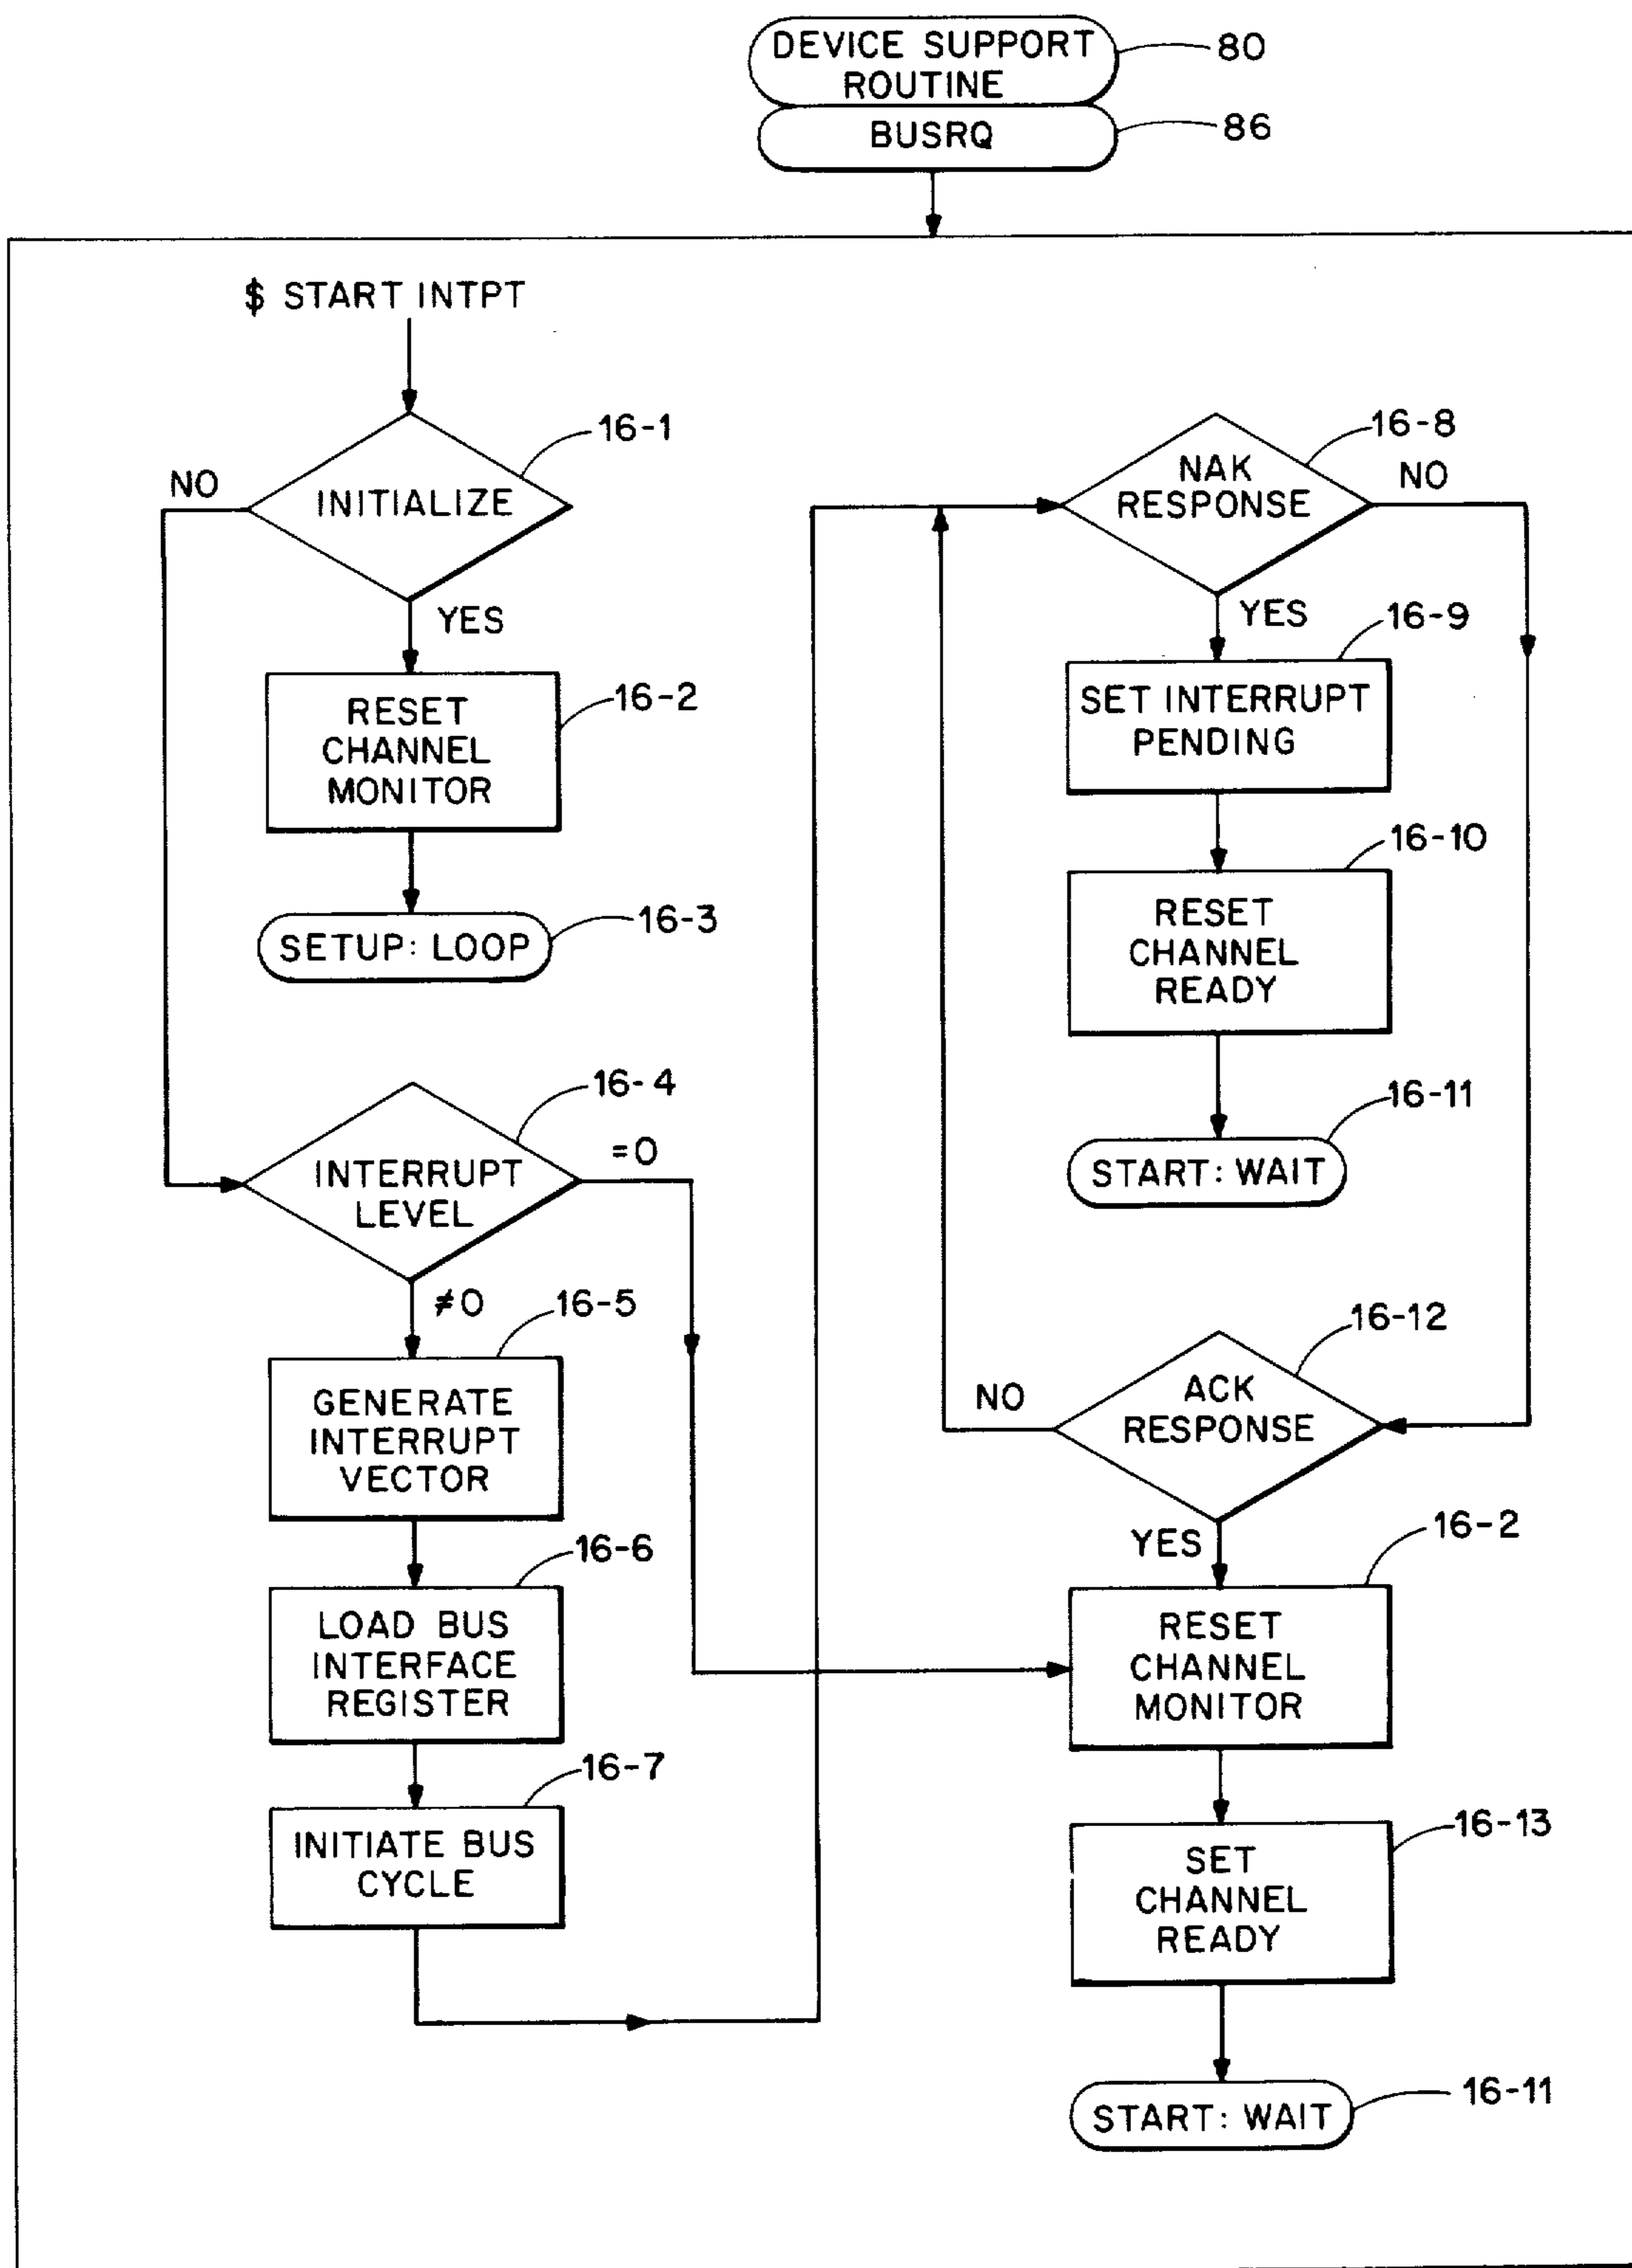 DEVICE SUPPORT
ROUTINE
80
BUSRQ
86
$ START INTPT
16-1
NO
INITIALIZE
YES
16-2
RESET
CHANNEL
MONITOR
16-3
SETUP: LOOP
16-4
=0
INTERRUPT
LEVEL
≠0
16-5
GENERATE
INTERRUPT
VECTOR
16-6
LOAD BUS
INTERFACE
REGISTER
16-7
INITIATE BUS
CYCLE
16-8
NAK
RESPONSE
NO
YES
16-9
SET INTERRUPT
PENDING
16-10
RESET
CHANNEL
READY
16-11
START: WAIT
16-12
NO
ACK
RESPONSE
YES
16-2
RESET
CHANNEL
MONITOR
16-13
SET
CHANNEL
READY
16-11
START: WAIT